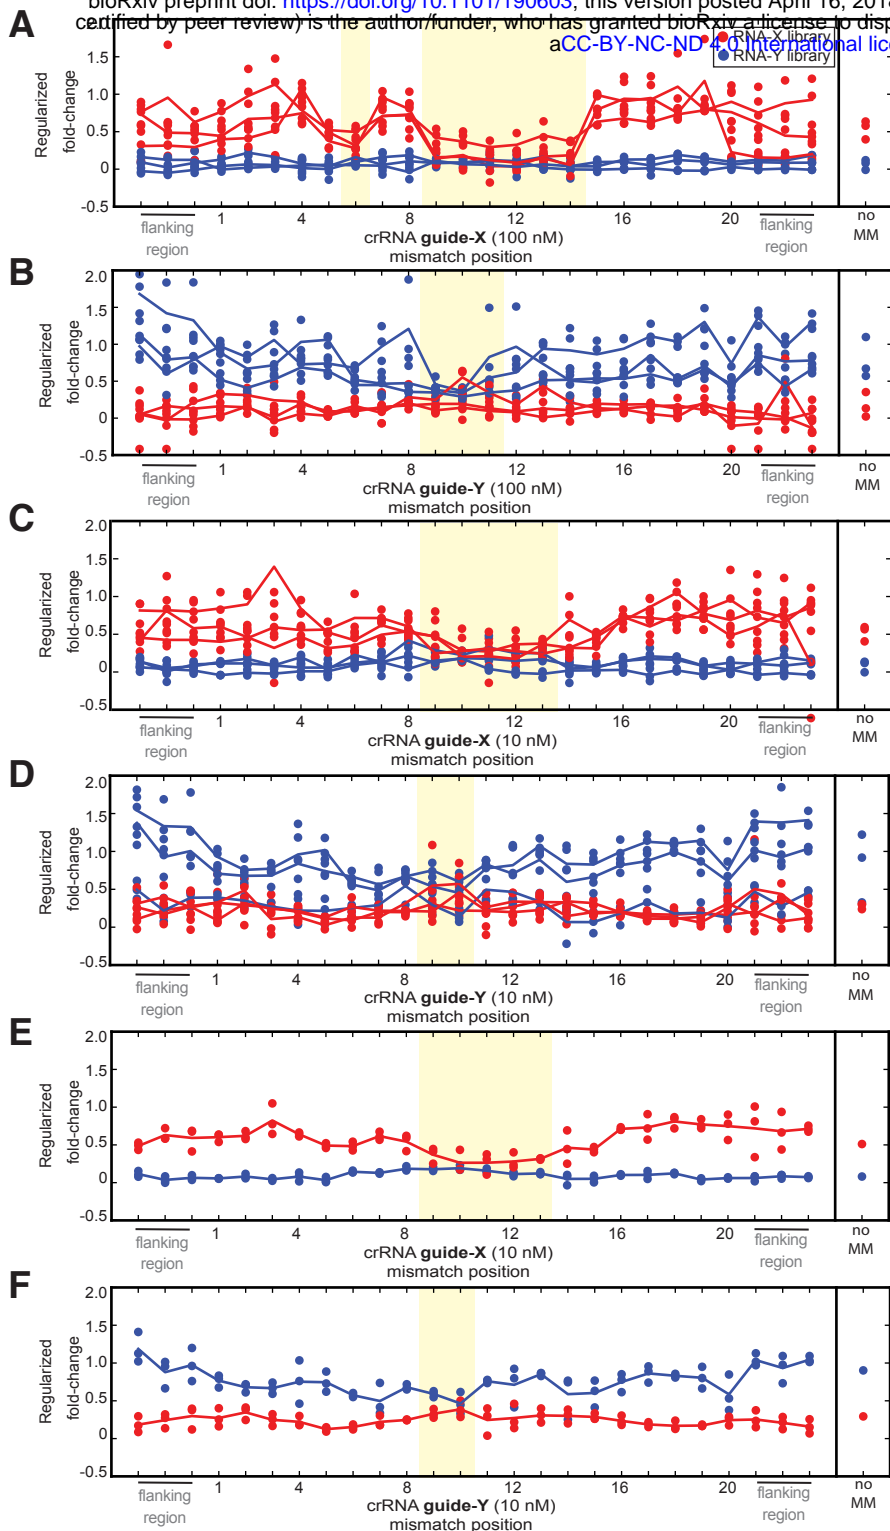 bioRxiv preprint doi: https://doi.org/10.1101/190603; this version posted April 16, 2018
certified by peer review) is the author/funder, who has granted bioRxiv a license to disp
aCC-BY-NC-ND 4.0 International lice
A
RNA-X library
RNA-Y library
Regularized
fold-change
1.5
1.0
0.5
0
-0.5
1 4 8 12 16 20
flanking
region
crRNA guide-X (100 nM)
mismatch position
flanking
region
no
MM
B
Regularized
fold-change
2.0
1.5
1.0
0.5
0
-0.5
1 4 8 12 16 20
flanking
region
crRNA guide-Y (100 nM)
mismatch position
flanking
region
no
MM
C
Regularized
fold-change
2.0
1.5
1.0
0.5
0
-0.5
1 4 8 12 16 20
flanking
region
crRNA guide-X (10 nM)
mismatch position
flanking
region
no
MM
D
Regularized
fold-change
2.0
1.5
1.0
0.5
0
-0.5
1 4 8 12 16 20
flanking
region
crRNA guide-Y (10 nM)
mismatch position
flanking
region
no
MM
E
Regularized
fold-change
2.0
1.5
1.0
0.5
0
-0.5
1 4 8 12 16 20
flanking
region
crRNA guide-X (10 nM)
mismatch position
flanking
region
no
MM
F
Regularized
fold-change
2.0
1.5
1.0
0.5
0
-0.5
1 4 8 12 16 20
flanking
region
crRNA guide-Y (10 nM)
mismatch position
flanking
region
no
MM